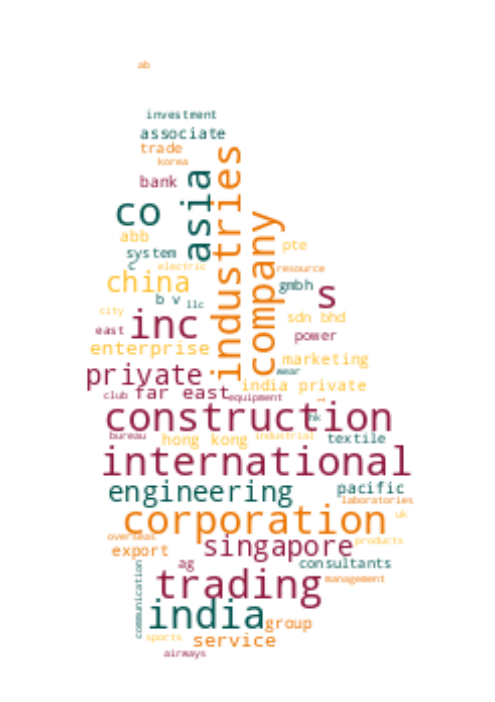 ab
investment
associate
trade
korea
bank
industries
asia
co
company
abb
pte
system
c
electric
resource
china
gmbh
s
b v
llc
city
sdn bhd
east
inc
power
enterprise
marketing
wear
private
india private
club
far east
equipment
construction
hk
bureau
hong kong
industrial
textile
international
engineering
pacific
laboratories
corporation
uk
overseas
products
export
singapore
ag
consultants
communication
trading
management
india
group
sports
service
airways